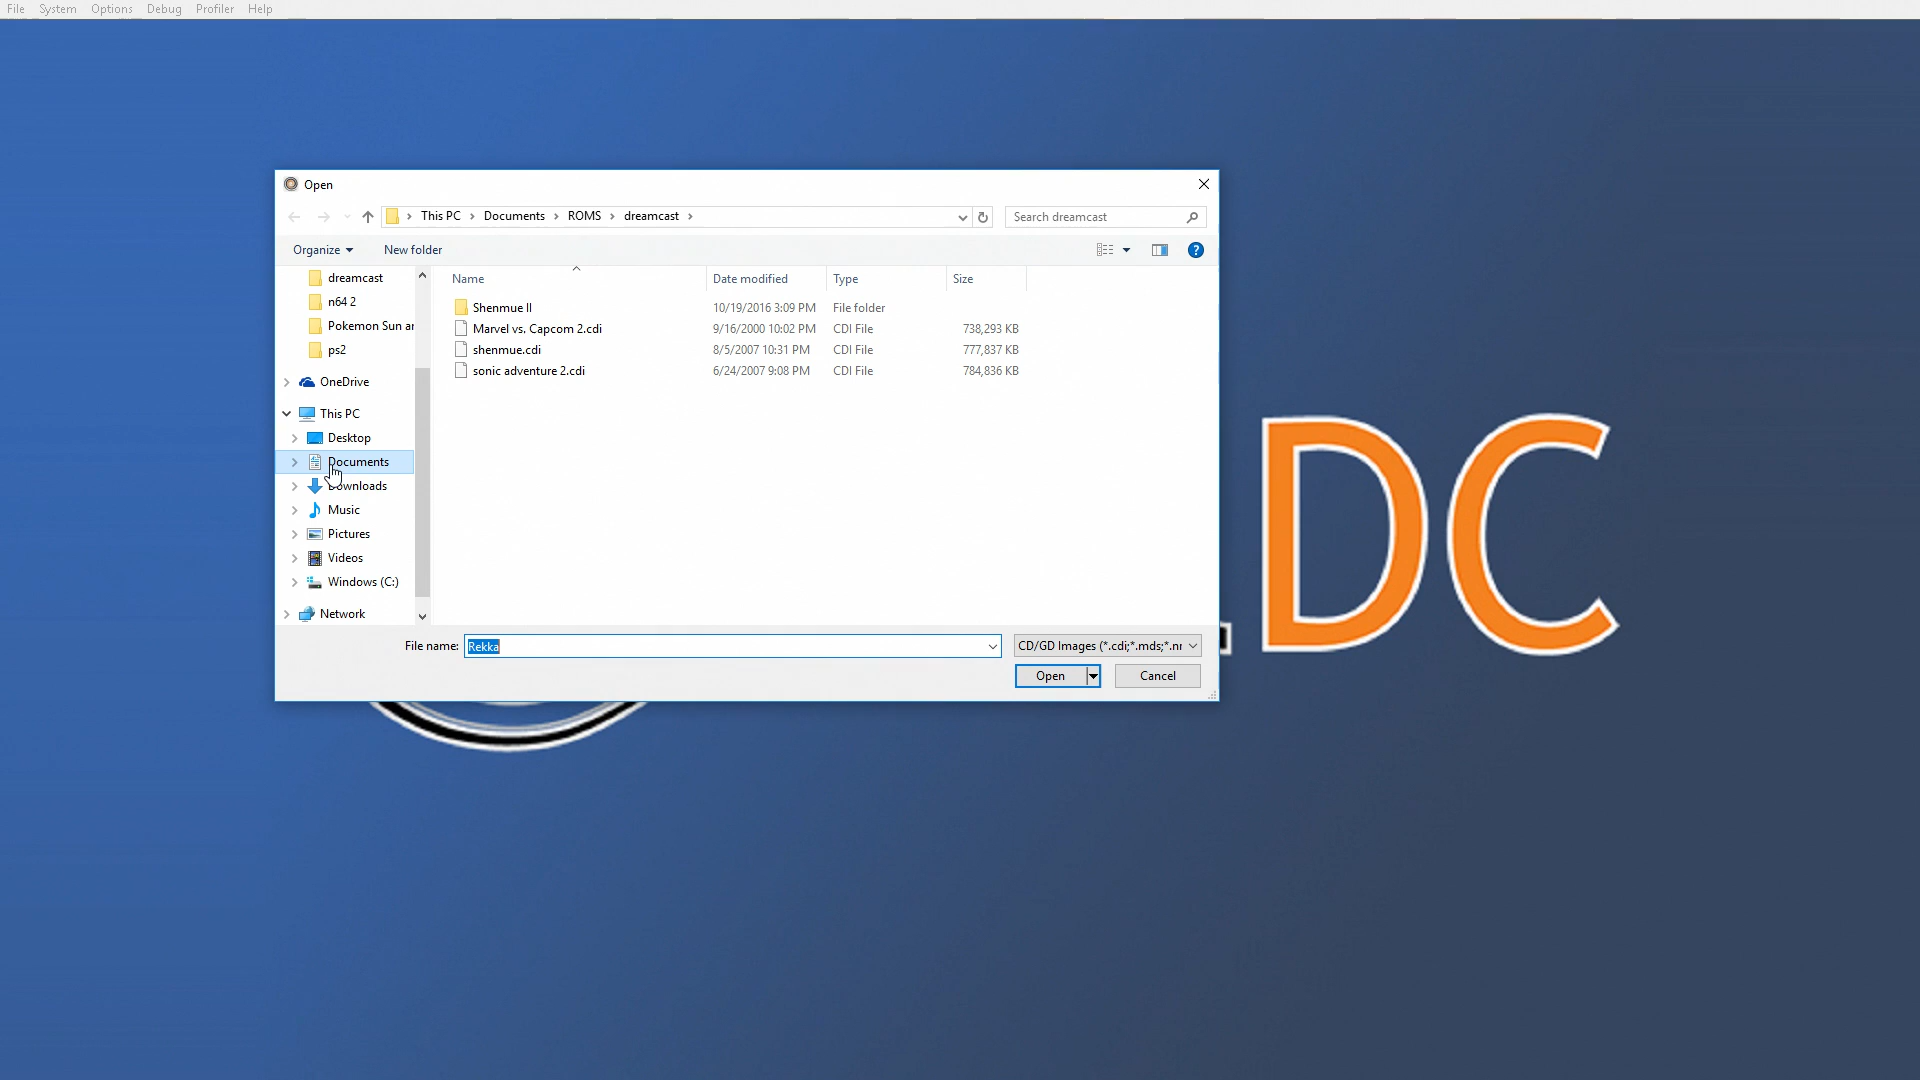 File System Options Debug Profiler Help
Open
This PC Documents ROMS dreamcast
Search dreamcast
Organize New folder
Name Date modified Type Size
dreamcast
n64 2
Pokemon Sun ar
ps2
OneDrive
This PC
Desktop
Documents
Downloads
Music
Pictures
Videos
Windows (C:)
Network
Shenmue II 10/19/2016 3:09 PM File folder
Marvel vs. Capcom 2.cdi 9/16/2000 10:02 PM CDI File 738,293 KB
shenmue.cdi 8/5/2007 10:31 PM CDI File 777,837 KB
sonic adventure 2.cdi 6/24/2007 9:08 PM CDI File 784,836 KB
File name: Rekka CD/GD Images (*.cdi;*.mds;*.nr
Open Cancel
.DC